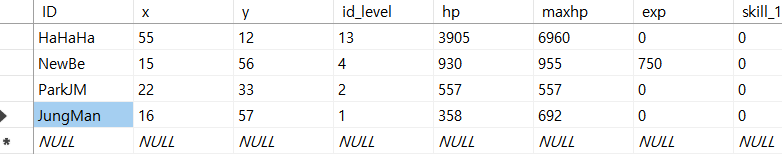 ID x y id_level hp maxhp exp skill_1
HaHaHa 55 12 13 3905 6960 0 0
NewBe 15 56 4 930 955 750 0
ParkJM 22 33 2 557 557 0 0
JungMan 16 57 1 358 692 0 0
* NULL NULL NULL NULL NULL NULL NULL NULL